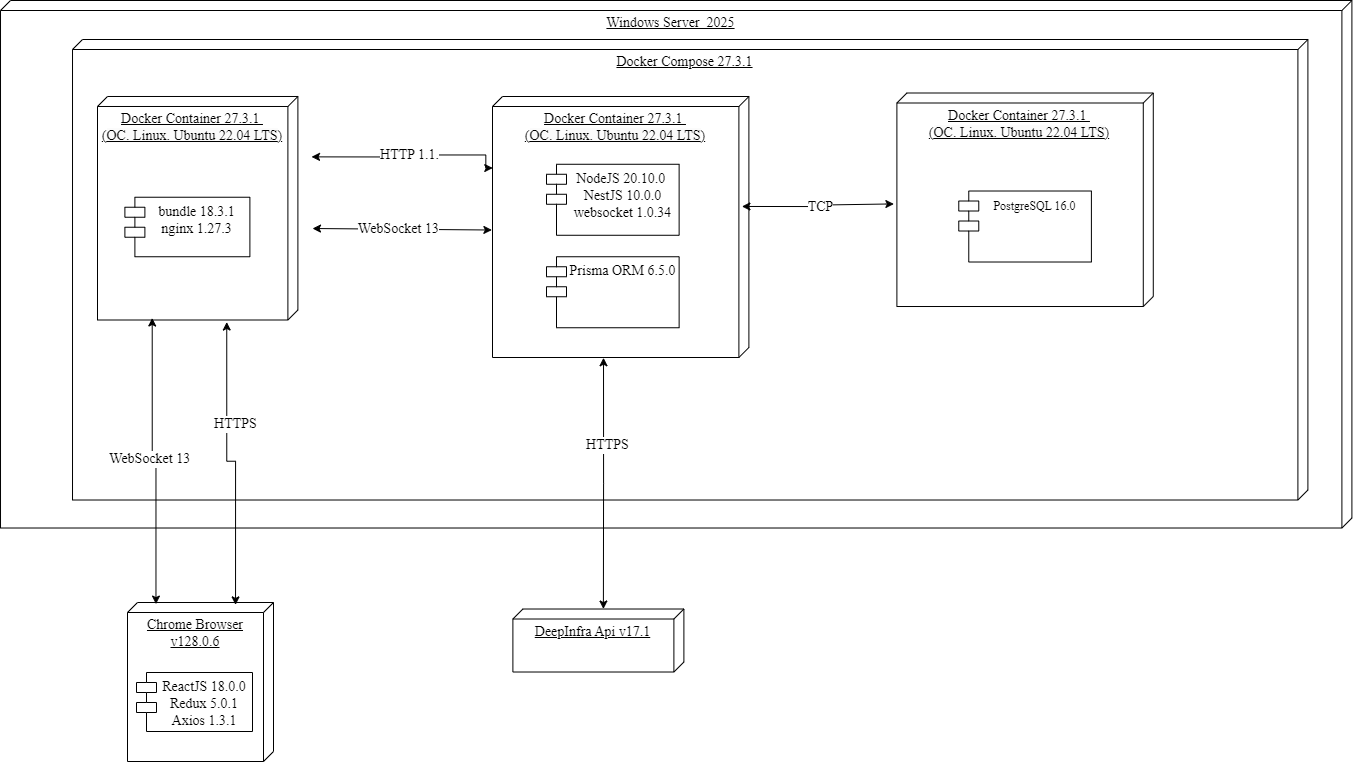 Windows Server 2025
Docker Compose 27.3.1
Docker Container 27.3.1
(OC. Linux. Ubuntu 22.04 LTS)
bundle 18.3.1
nginx 1.27.3
HTTP 1.1.
WebSocket 13
Docker Container 27.3.1
(OC. Linux. Ubuntu 22.04 LTS)
NodeJS 20.10.0
NestJS 10.0.0
websocket 1.0.34
Prisma ORM 6.5.0
TCP
Docker Container 27.3.1
(OC. Linux. Ubuntu 22.04 LTS)
PostgreSQL 16.0
HTTPS
WebSocket 13
HTTPS
Chrome Browser
v128.0.6
ReactJS 18.0.0
Redux 5.0.1
Axios 1.3.1
DeepInfra Api v17.1